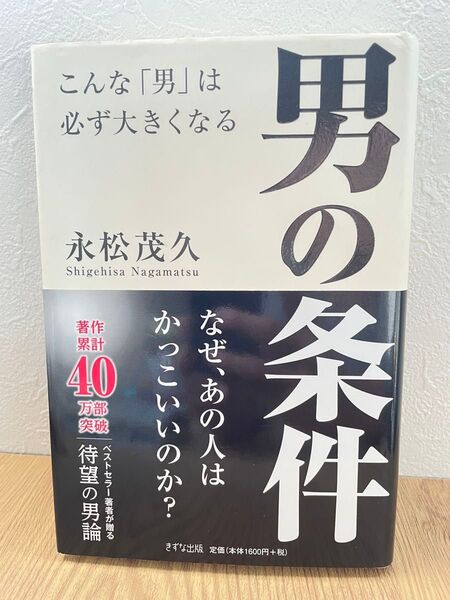 男の条件
こんな「男」は
必ず大きくなる
永松茂久
Shigehisa Nagamatsu
なぜ、あの人は
かっこいいのか?
著作
累計
40
万部
突破
ベストセラー著者が贈る
待望の男論
きずな出版 定価(本体1600円+税)